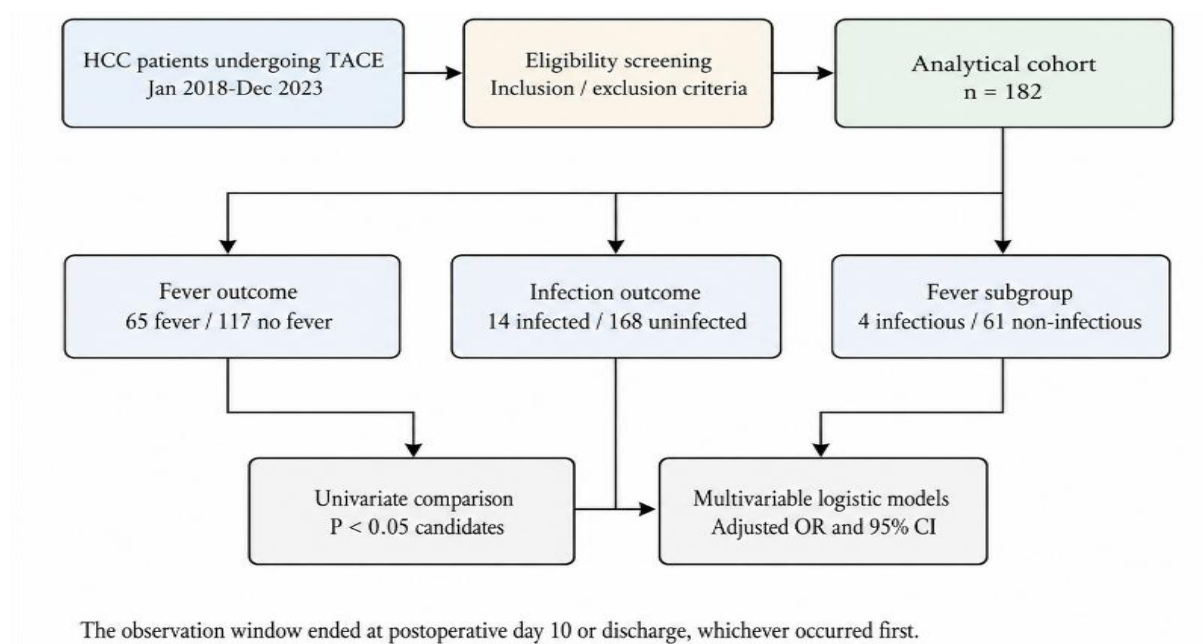 HCC patients undergoing TACE
Jan 2018-Dec 2023
Eligibility screening
Inclusion / exclusion criteria
Analytical cohort
n = 182
Fever outcome
65 fever / 117 no fever
Infection outcome
14 infected / 168 uninfected
Fever subgroup
4 infectious / 61 non-infectious
Univariate comparison
P < 0.05 candidates
Multivariable logistic models
Adjusted OR and 95% CI
The observation window ended at postoperative day 10 or discharge, whichever occurred first.